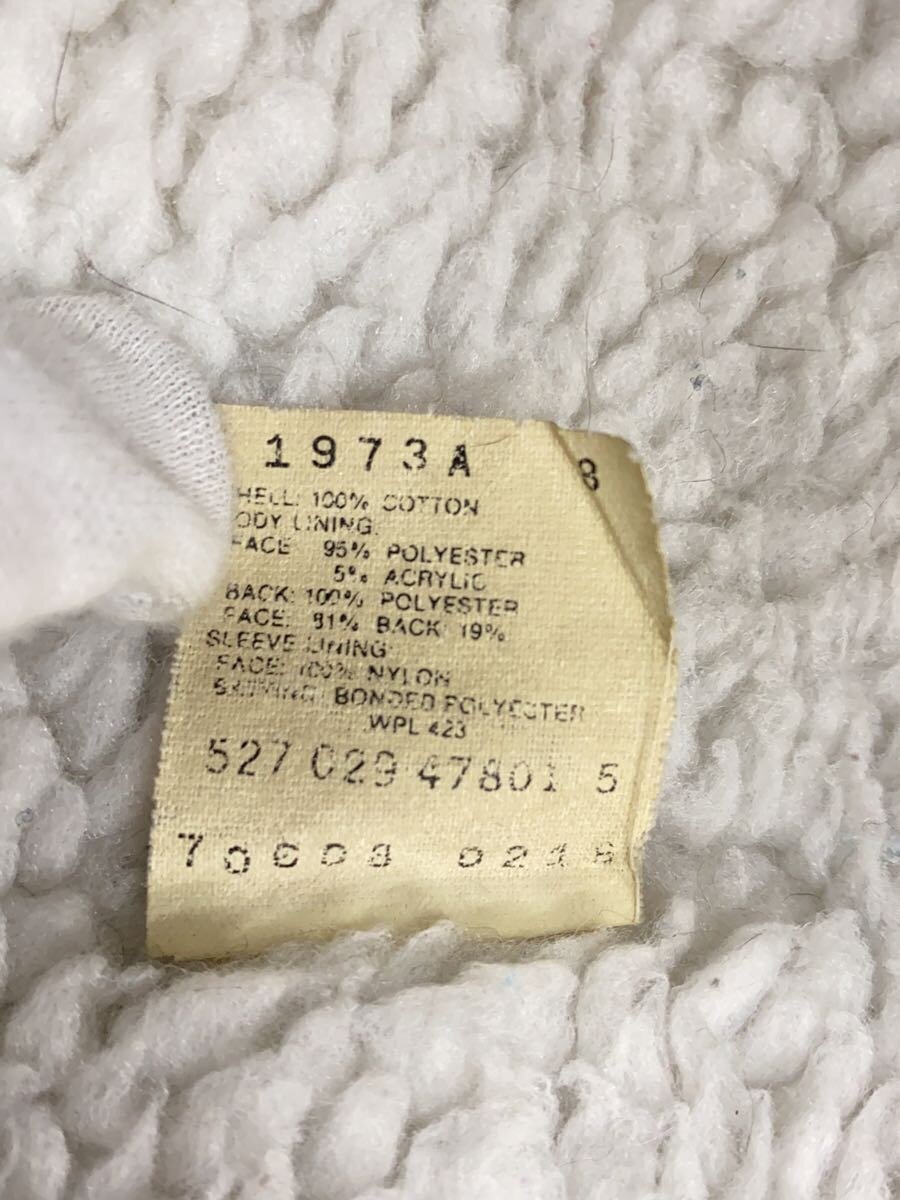 1973A 8
HELL: 100% COTTON
ODY LINING:
FACE 95% POLYESTER
5% ACRYLIC
BACK: 100% POLYESTER
FACE: 81% BACK: 19%
SLEEVE LINING:
FACE: 100% NYLON
BONDED POLYESTER
WPL 423
527 029 47801 5